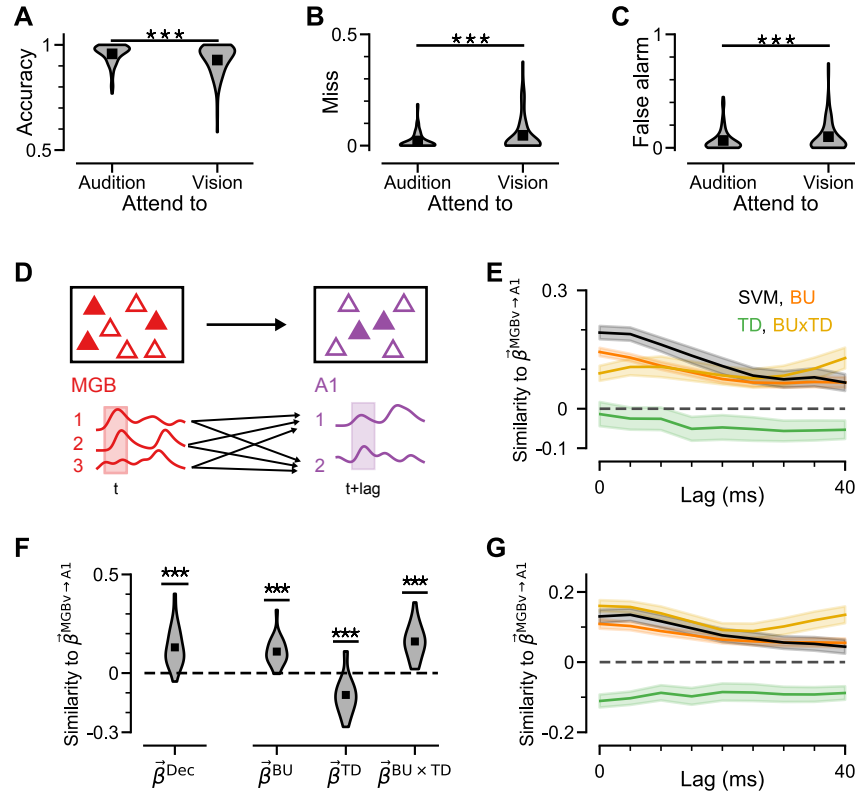 A
Accuracy
1
0.5
***
Audition
Vision
Attend to
B
Miss
0.5
0
***
Audition
Vision
Attend to
C
False alarm
1
0
***
Audition
Vision
Attend to
D
MGB
A1
1
2
3
1
2
t
t+lag
E
Similarity to β⃗^MGBv→A1
0.3
0
-0.1
SVM, BU
TD, BUxTD
0
40
Lag (ms)
F
Similarity to β⃗^MGBv→A1
0.5
0
-0.3
***
***
***
***
β⃗^Dec
β⃗^BU
β⃗^TD
β⃗^BU × TD
G
Similarity to β⃗^MGBv→A1
0.2
0
-0.2
0
40
Lag (ms)